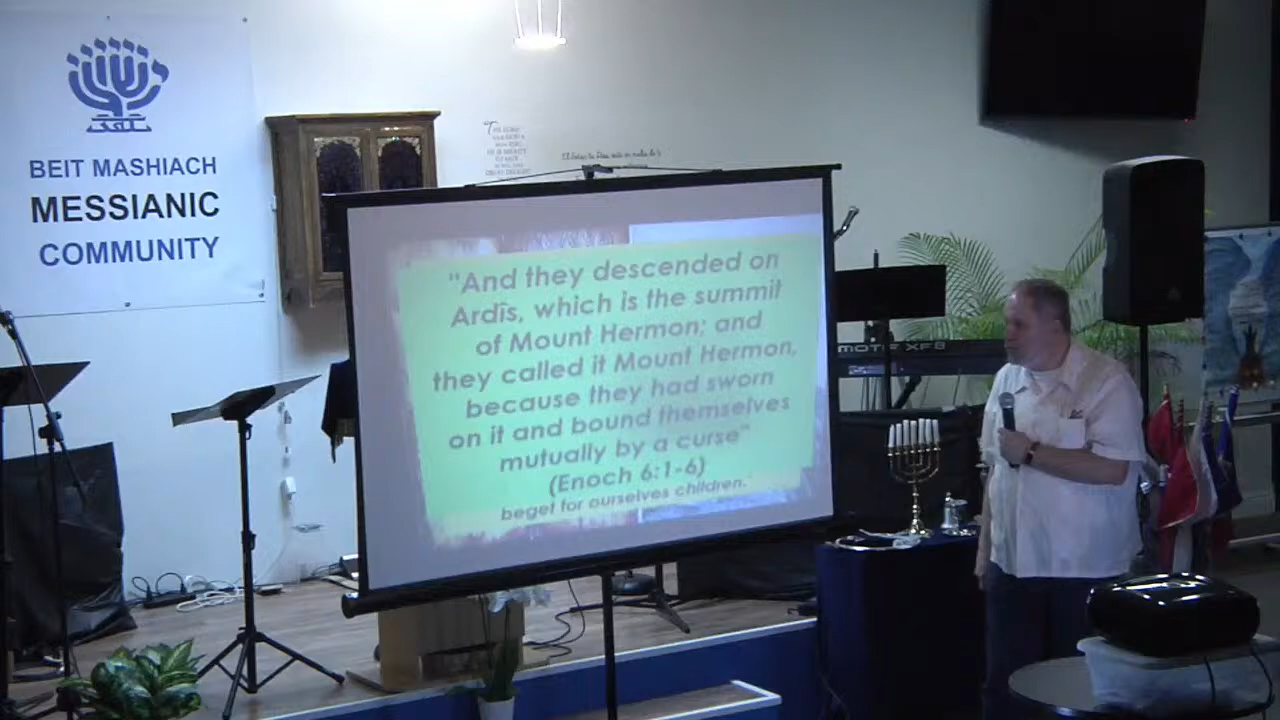 BEIT MASHIACH
MESSIANIC
COMMUNITY
"And they descended on
Ardîs, which is the summit
of Mount Hermon; and
they called it Mount Hermon,
because they had sworn
on it and bound themselves
mutually by a curse"
(Enoch 6:1-6)
beget for ourselves children.
MOTIF XF8